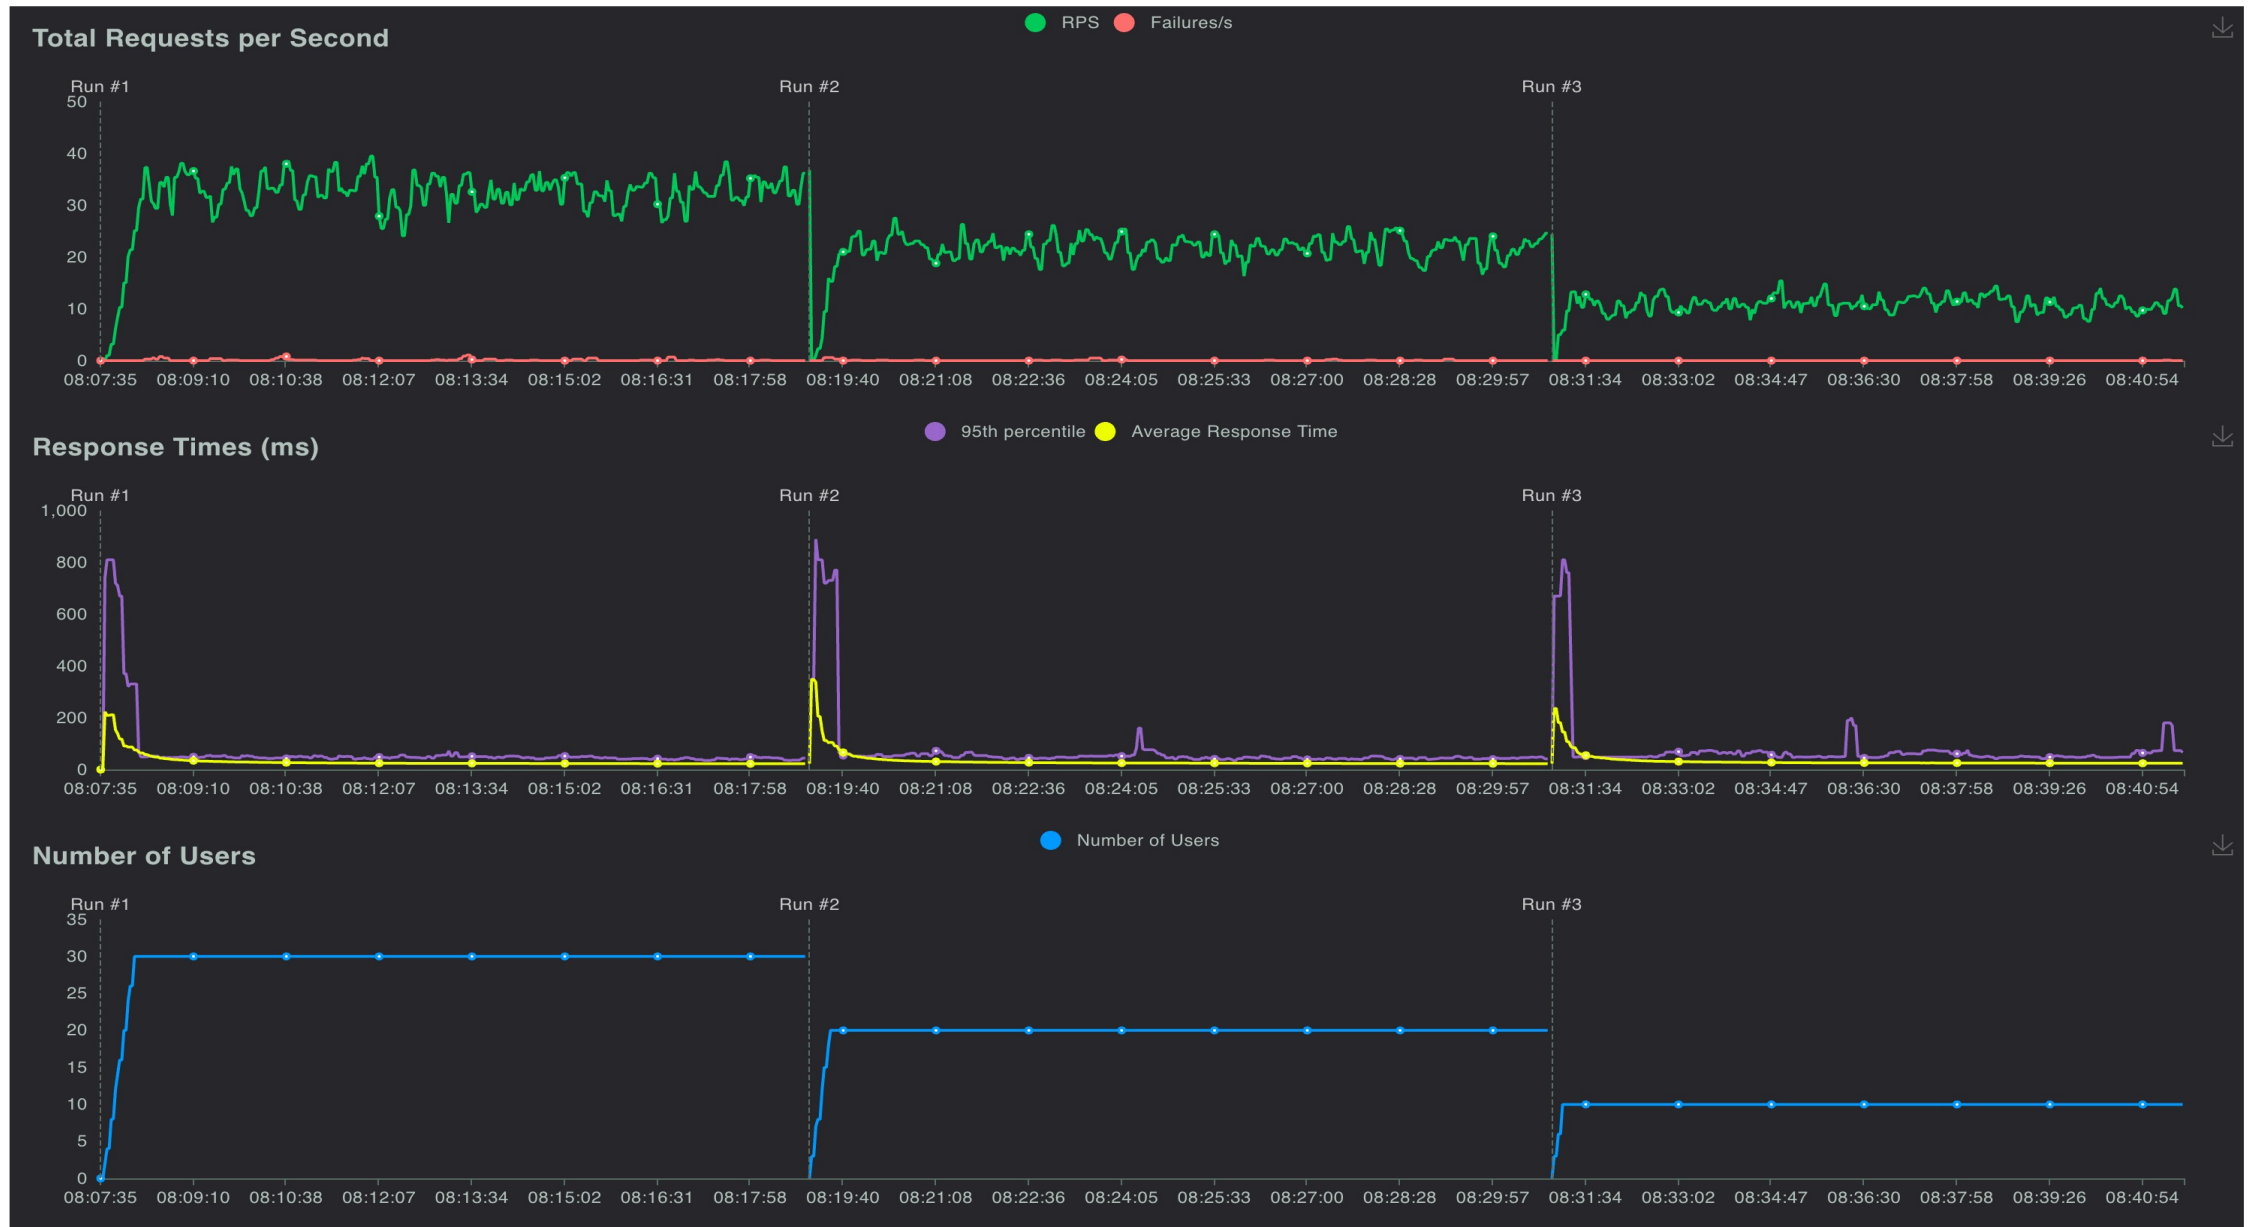 RPS Failures/s
Total Requests per Second
Run #1 Run #2 Run #3
50
40
30
20
10
0
08:07:35 08:09:10 08:10:38 08:12:07 08:13:34 08:15:02 08:16:31 08:17:58 08:19:40 08:21:08 08:22:36 08:24:05 08:25:33 08:27:00 08:28:28 08:29:57 08:31:34 08:33:02 08:34:47 08:36:30 08:37:58 08:39:26 08:40:54
95th percentile Average Response Time
Response Times (ms)
Run #1 Run #2 Run #3
1,000
800
600
400
200
0
08:07:35 08:09:10 08:10:38 08:12:07 08:13:34 08:15:02 08:16:31 08:17:58 08:19:40 08:21:08 08:22:36 08:24:05 08:25:33 08:27:00 08:28:28 08:29:57 08:31:34 08:33:02 08:34:47 08:36:30 08:37:58 08:39:26 08:40:54
Number of Users
Number of Users
Run #1 Run #2 Run #3
35
30
25
20
15
10
5
0
08:07:35 08:09:10 08:10:38 08:12:07 08:13:34 08:15:02 08:16:31 08:17:58 08:19:40 08:21:08 08:22:36 08:24:05 08:25:33 08:27:00 08:28:28 08:29:57 08:31:34 08:33:02 08:34:47 08:36:30 08:37:58 08:39:26 08:40:54